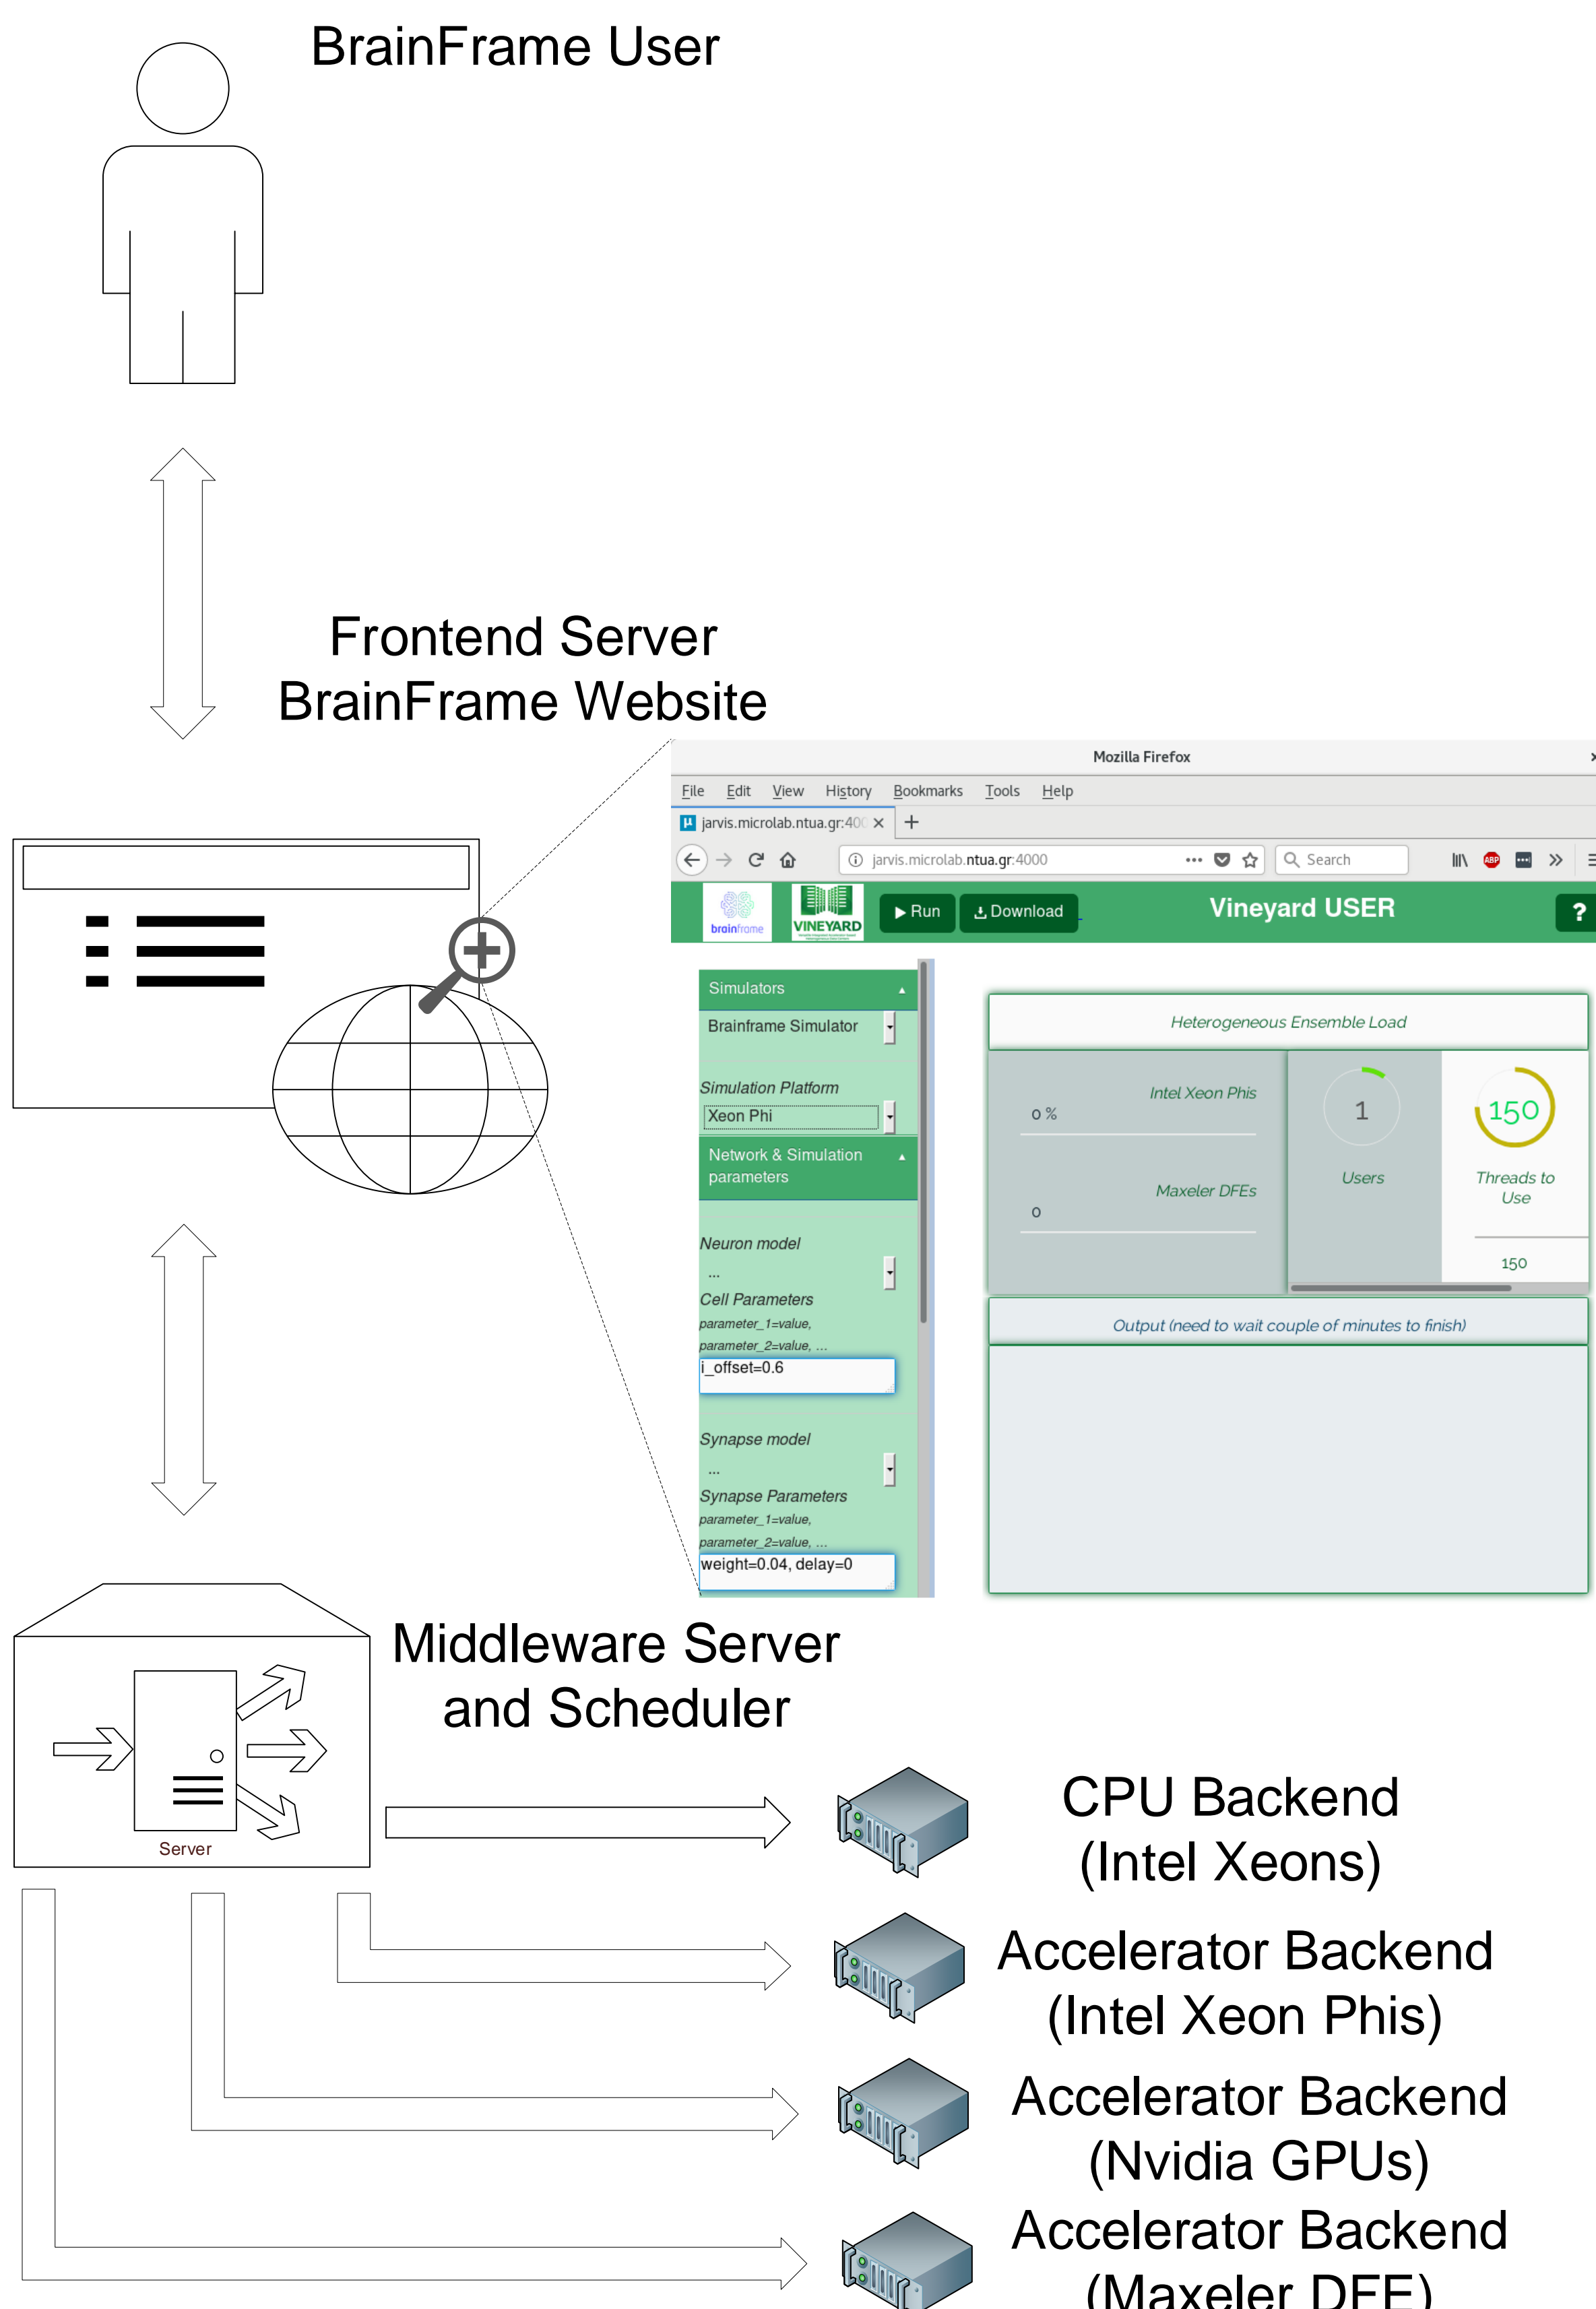 BrainFrame User
Frontend Server
BrainFrame Website
Mozilla Firefox
File Edit View History Bookmarks Tools Help
jarvis.microlab.ntua.gr:400
jarvis.microlab.ntua.gr:4000
Search
ABP
brainframe
VINEYARD
Run
Download
Vineyard USER
?
Simulators
Brainframe Simulator
Simulation Platform
Xeon Phi
Network & Simulation
parameters
Neuron model
...
Cell Parameters
parameter_1=value,
parameter_2=value, ...
i_offset=0.6
Synapse model
...
Synapse Parameters
parameter_1=value,
parameter_2=value, ...
weight=0.04, delay=0
Heterogeneous Ensemble Load
Intel Xeon Phis
0 %
Maxeler DFEs
0
1
Users
150
Threads to
Use
150
Output (need to wait couple of minutes to finish)
Middleware Server
and Scheduler
Server
CPU Backend
(Intel Xeons)
Accelerator Backend
(Intel Xeon Phis)
Accelerator Backend
(Nvidia GPUs)
Accelerator Backend
(Maxeler DFE)